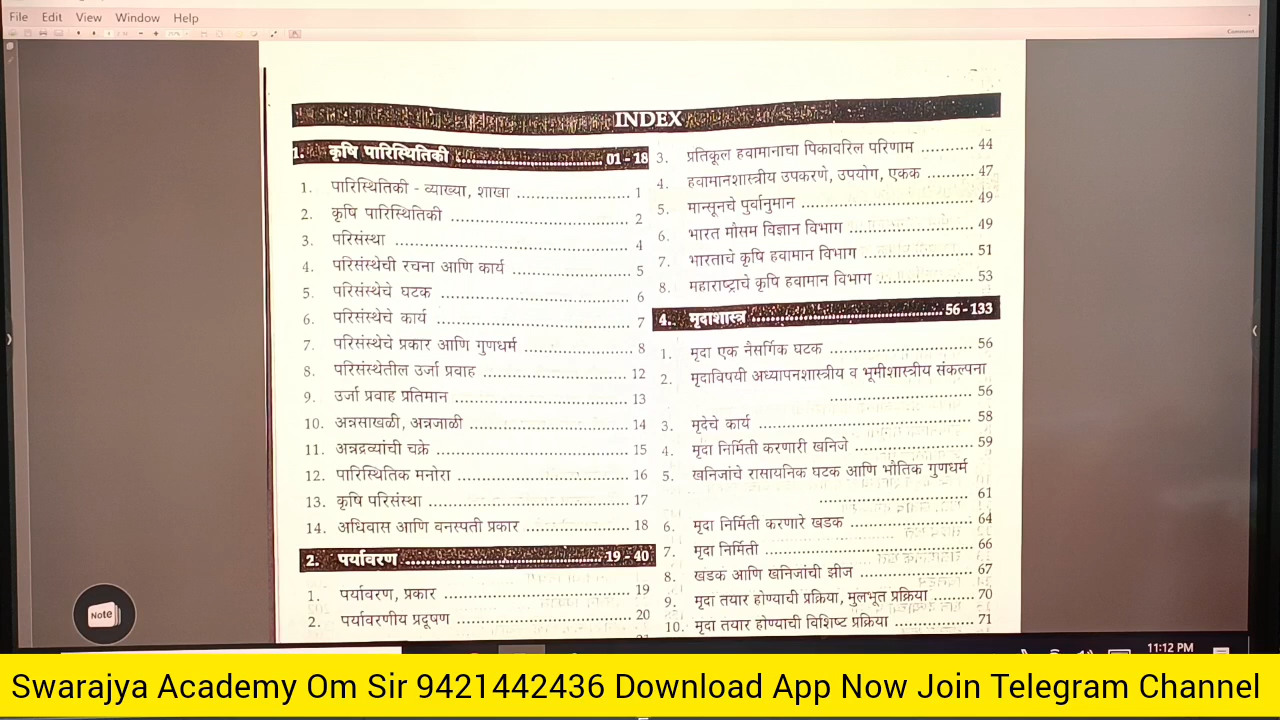 File Edit View Window Help
Comment
INDEX
1. कृषि पारिस्थितिकी 01 - 18
1. पारिस्थितिकी - व्याख्या, शाखा 1
2. कृषि पारिस्थितिकी 2
3. परिसंस्था 4
4. परिसंस्थेची रचना आणि कार्य 5
5. परिसंस्थेचे घटक 6
6. परिसंस्थेचे कार्य 7
7. परिसंस्थेचे प्रकार आणि गुणधर्म 8
8. परिसंस्थेतील उर्जा प्रवाह 12
9. उर्जा प्रवाह प्रतिमान 13
10. अन्नसाखळी, अन्नजाळी 14
11. अन्नद्रव्यांची चक्रे 15
12. पारिस्थितिक मनोरा 16
13. कृषि परिसंस्था 17
14. अधिवास आणि वनस्पती प्रकार 18
2. पर्यावरण 19 - 40
1. पर्यावरण, प्रकार 19
2. पर्यावरणीय प्रदूषण 20
3. प्रतिकूल हवामानाचा पिकावरिल परिणाम 44
4. हवामानशास्त्रीय उपकरणे, उपयोग, एकक 47
5. मान्सूनचे पुर्वानुमान 49
6. भारत मौसम विज्ञान विभाग 49
7. भारताचे कृषि हवामान विभाग 51
8. महाराष्ट्राचे कृषि हवामान विभाग 53
4. मृदाशास्त्र 56 - 133
1. मृदा एक नैसर्गिक घटक 56
2. मृदाविषयी अध्यापनशास्त्रीय व भूमीशास्त्रीय संकल्पना
56
3. मृदेचे कार्य 58
4. मृदा निर्मिती करणारी खनिजे 59
5. खनिजांचे रासायनिक घटक आणि भौतिक गुणधर्म
61
6. मृदा निर्मिती करणारे खडक 64
7. मृदा निर्मिती 66
8. खडक आणि खनिजांची झीज 67
9. मृदा तयार होण्याची प्रक्रिया, मुलभूत प्रक्रिया 70
10. मृदा तयार होण्याची विशिष्ट प्रक्रिया 71
Note
11:12 PM
Swarajya Academy Om Sir 9421442436 Download App Now Join Telegram Channel